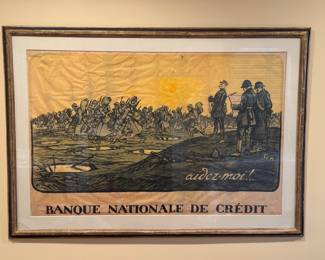 aidez-moi!
BANQUE NATIONALE DE CRÉDIT